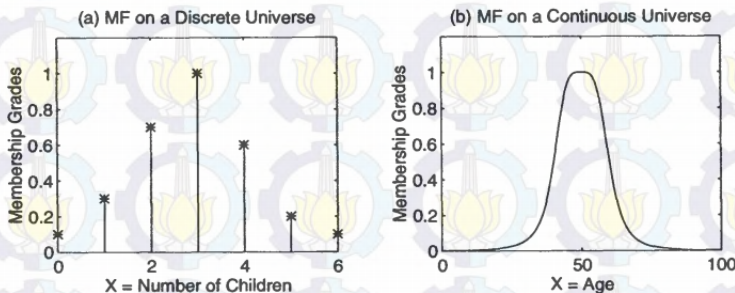 (a) MF on a Discrete Universe
Membership Grades
1
0.8
0.6
0.4
0.2
0
0 2 4 6
X = Number of Children
(b) MF on a Continuous Universe
Membership Grades
1
0.8
0.6
0.4
0.2
0
0 50 100
X = Age